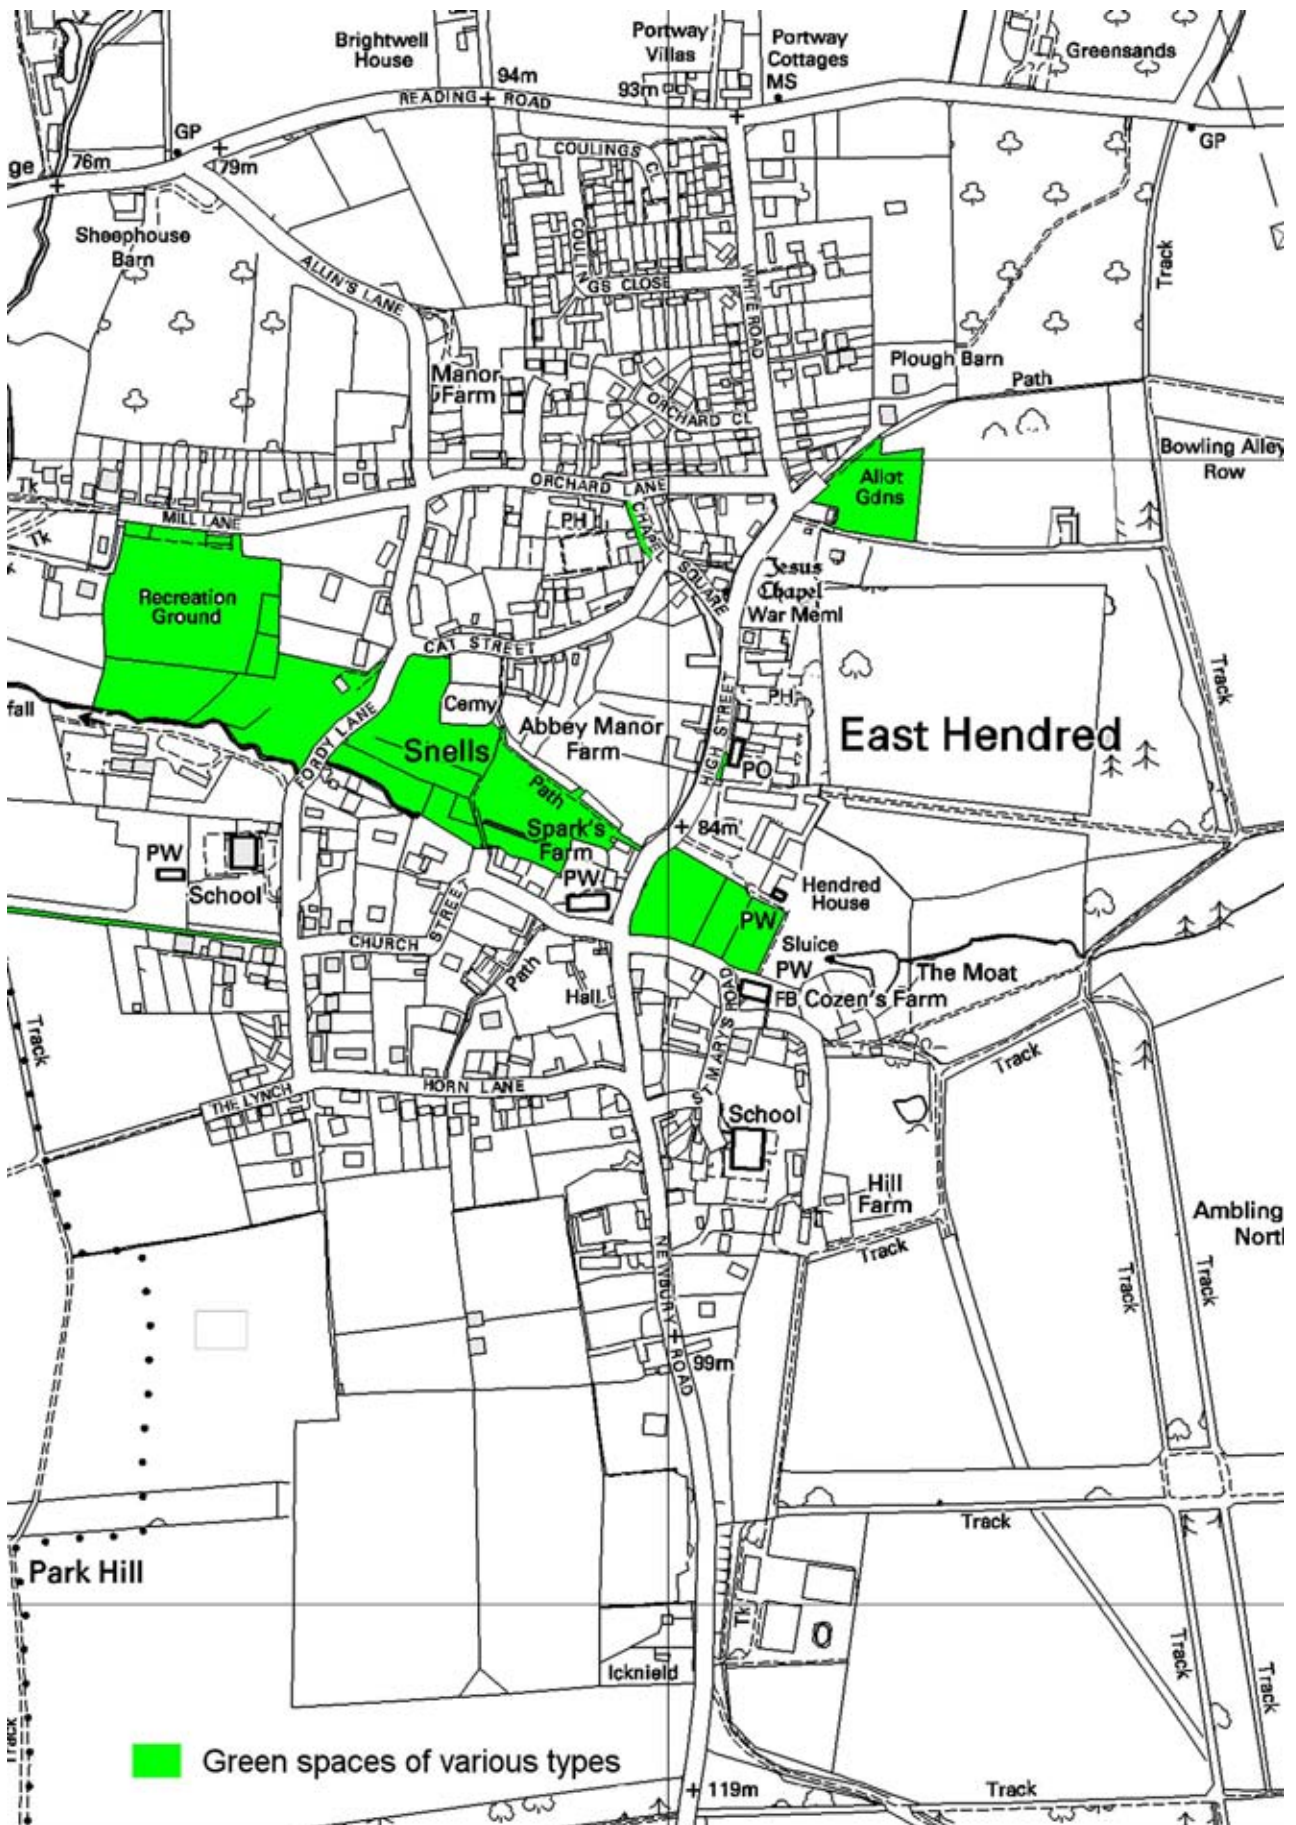 Brightwell
House
Portway
Villas
Portway
Cottages
MS
Greensands
94m
93m
READING ROAD
GP
GP
ge
76m
79m
COULINGS CL
Sheephouse
Barn
ALLIN'S LANE
COULIN
GS CLOSE
WHITE ROAD
Track
Manor
Farm
Plough Barn
Path
ORCHARD CL
Bowling Alley
Row
Tk
Tk
MILL LANE
ORCHARD LANE
Allot
Gdns
PH
CHAPEL SQUARE
Jesus
Chapel
War Meml
Recreation
Ground
CAT STREET
Track
fall
FORDY LANE
Cemy
Abbey Manor
Farm
PH
HIGH STREET
East Hendred
Snells
PO
Path
Spark's
Farm
84m
PW
School
PW
Hendred
House
PW
CHURCH STREET
Path
Hall
Sluice
PW
The Moat
FB
Cozen's Farm
Track
ST MARY'S ROAD
Track
THE LYNCH
HORN LANE
School
Hill
Farm
Ambling
North
Track
Track
Track
NEWBURY ROAD
99m
Track
Park Hill
Tk
Track
Track
Icknield
Track
Green spaces of various types
119m
Track